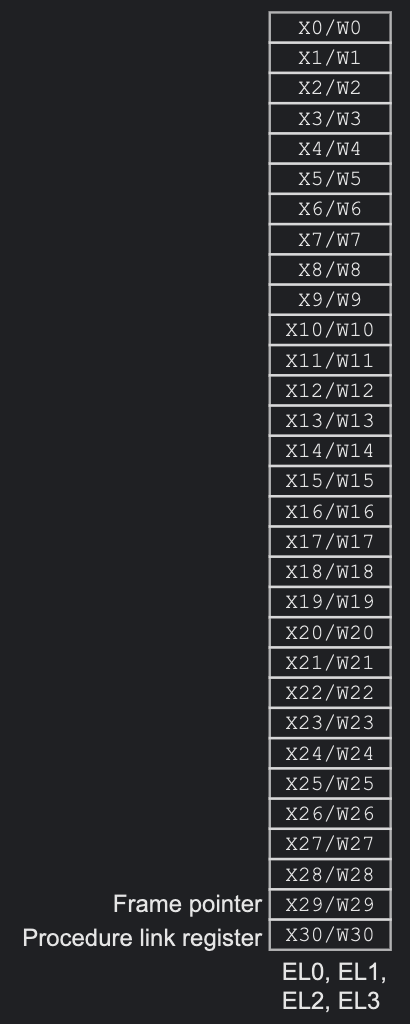 X0/W0
X1/W1
X2/W2
X3/W3
X4/W4
X5/W5
X6/W6
X7/W7
X8/W8
X9/W9
X10/W10
X11/W11
X12/W12
X13/W13
X14/W14
X15/W15
X16/W16
X17/W17
X18/W18
X19/W19
X20/W20
X21/W21
X22/W22
X23/W23
X24/W24
X25/W25
X26/W26
X27/W27
X28/W28
Frame pointer X29/W29
Procedure link register X30/W30
EL0, EL1,
EL2, EL3